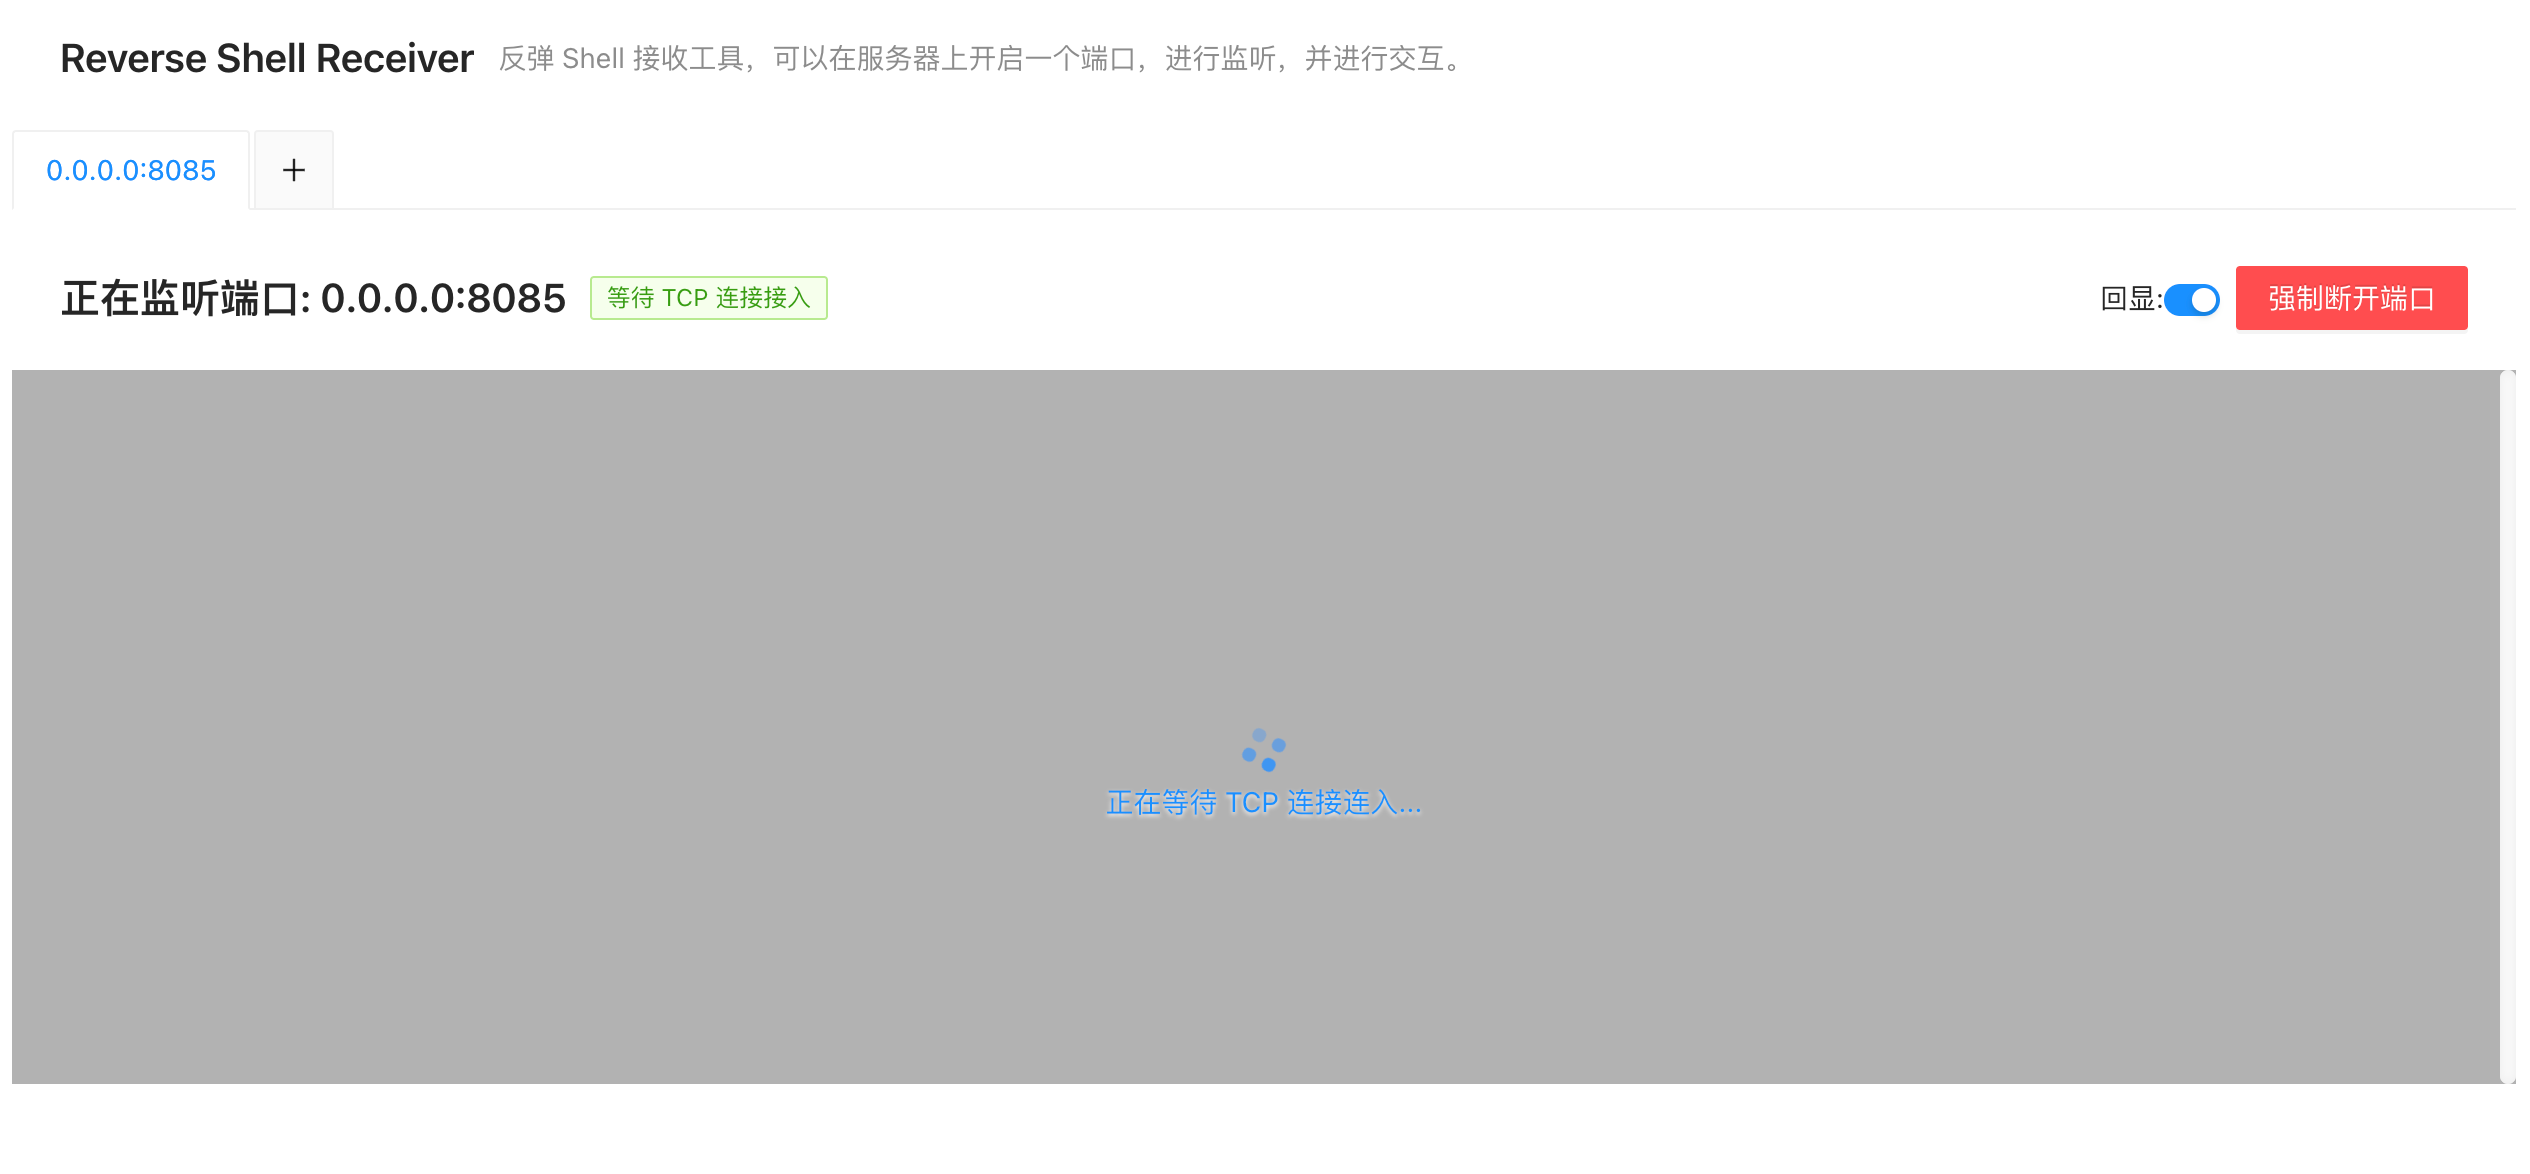 Reverse Shell Receiver 反弹 Shell 接收工具，可以在服务器上开启一个端口，进行监听，并进行交互。
0.0.0.0:8085 +
正在监听端口: 0.0.0.0:8085 等待 TCP 连接接入 回显: 强制断开端口
正在等待 TCP 连接连入...